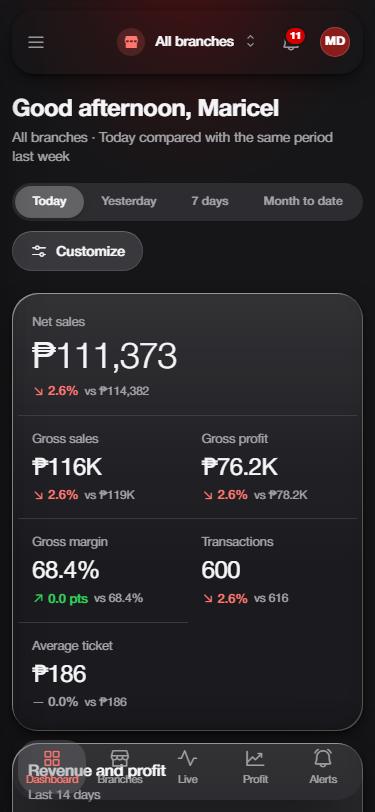 All branches
11
MD
Good afternoon, Maricel
All branches · Today compared with the same period
last week
Today Yesterday 7 days Month to date
Customize
Net sales
₱111,373
↘ 2.6% vs ₱114,382
Gross sales Gross profit
₱116K ₱76.2K
↘ 2.6% vs ₱119K ↘ 2.6% vs ₱78.2K
Gross margin Transactions
68.4% 600
↗ 0.0 pts vs 68.4% ↘ 2.6% vs 616
Average ticket
₱186
— 0.0% vs ₱186
Revenue and profit
Dashboard Branches Live Profit Alerts
Last 14 days